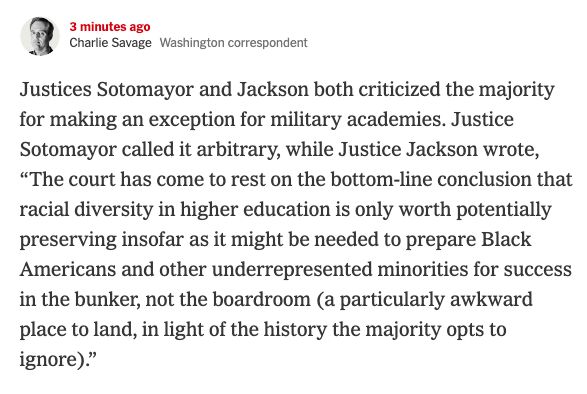 3 minutes ago
Charlie Savage Washington correspondent
Justices Sotomayor and Jackson both criticized the majority
for making an exception for military academies. Justice
Sotomayor called it arbitrary, while Justice Jackson wrote,
“The court has come to rest on the bottom-line conclusion that
racial diversity in higher education is only worth potentially
preserving insofar as it might be needed to prepare Black
Americans and other underrepresented minorities for success
in the bunker, not the boardroom (a particularly awkward
place to land, in light of the history the majority opts to
ignore).”